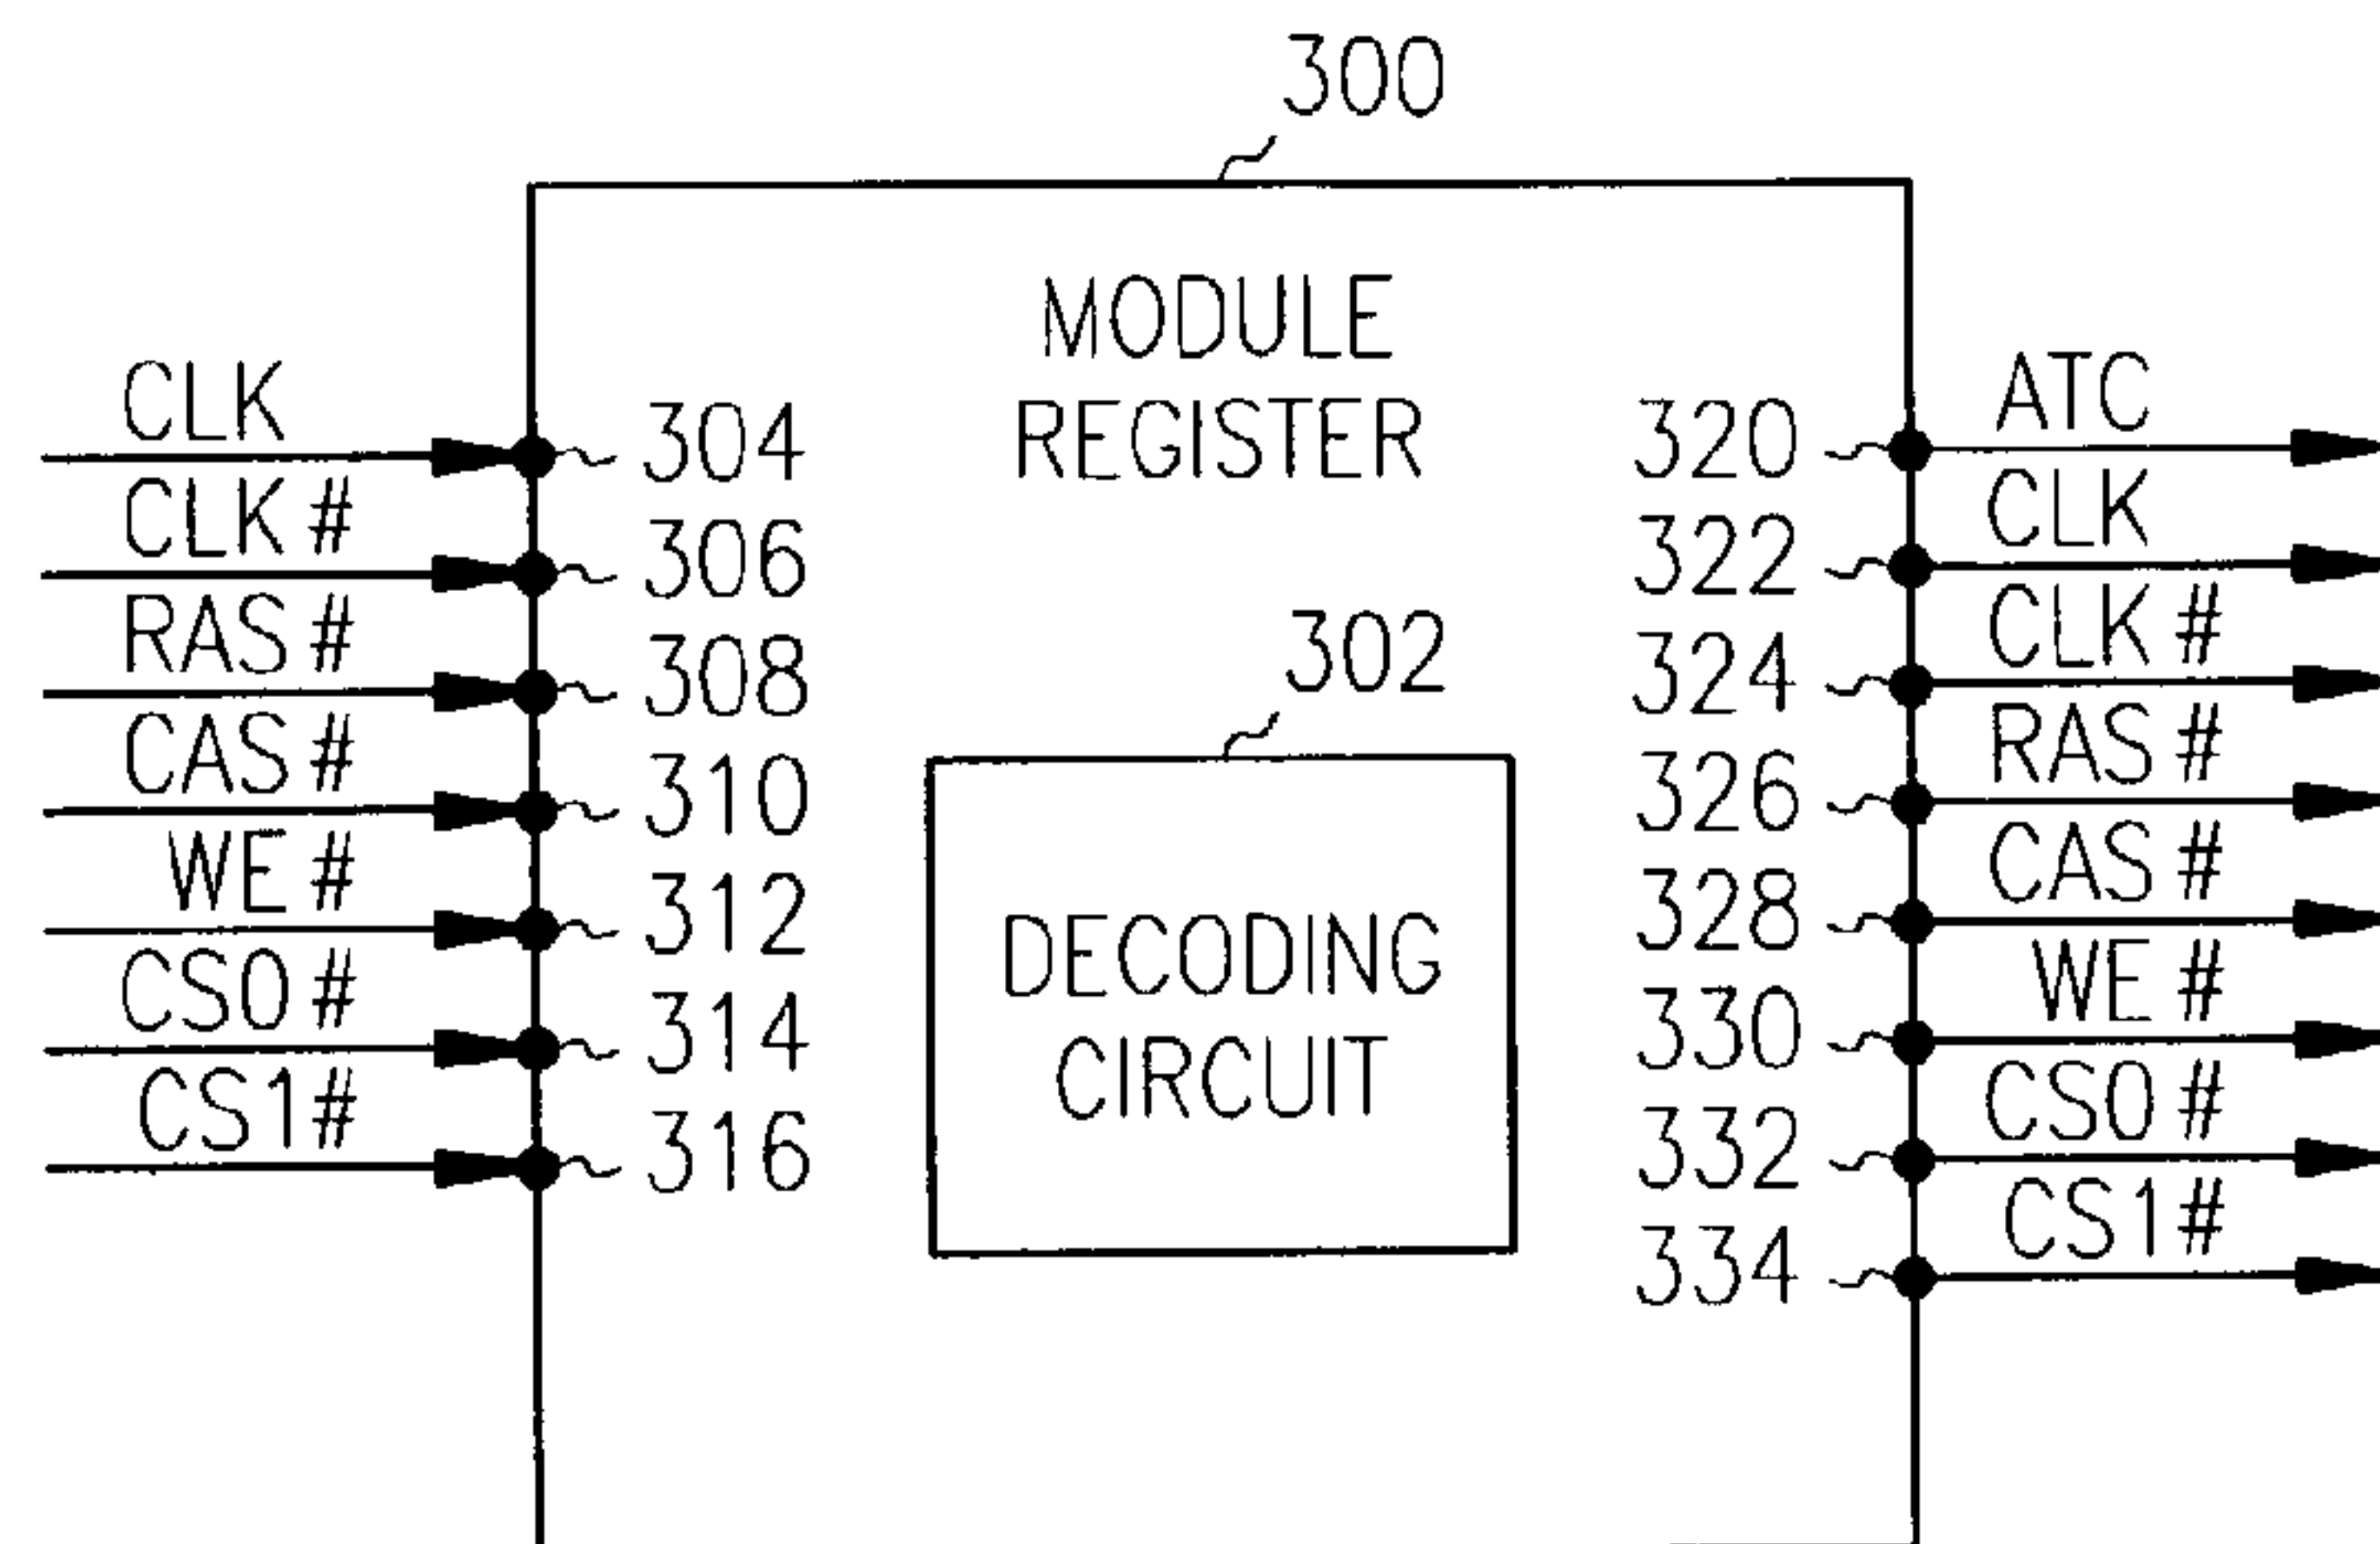 300
MODULE
REGISTER
CLK
304
CLK #
306
RAS #
308
CAS #
310
WE #
312
CS0 #
314
CS1 #
316
302
DECODING
CIRCUIT
320
ATC
322
CLK
324
CLK #
326
RAS #
328
CAS #
330
WE #
332
CS0 #
334
CS1 #